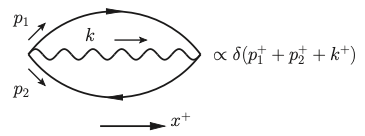 p₁
k
∝ δ(p₁⁺ + p₂⁺ + k⁺)
p₂
x⁺